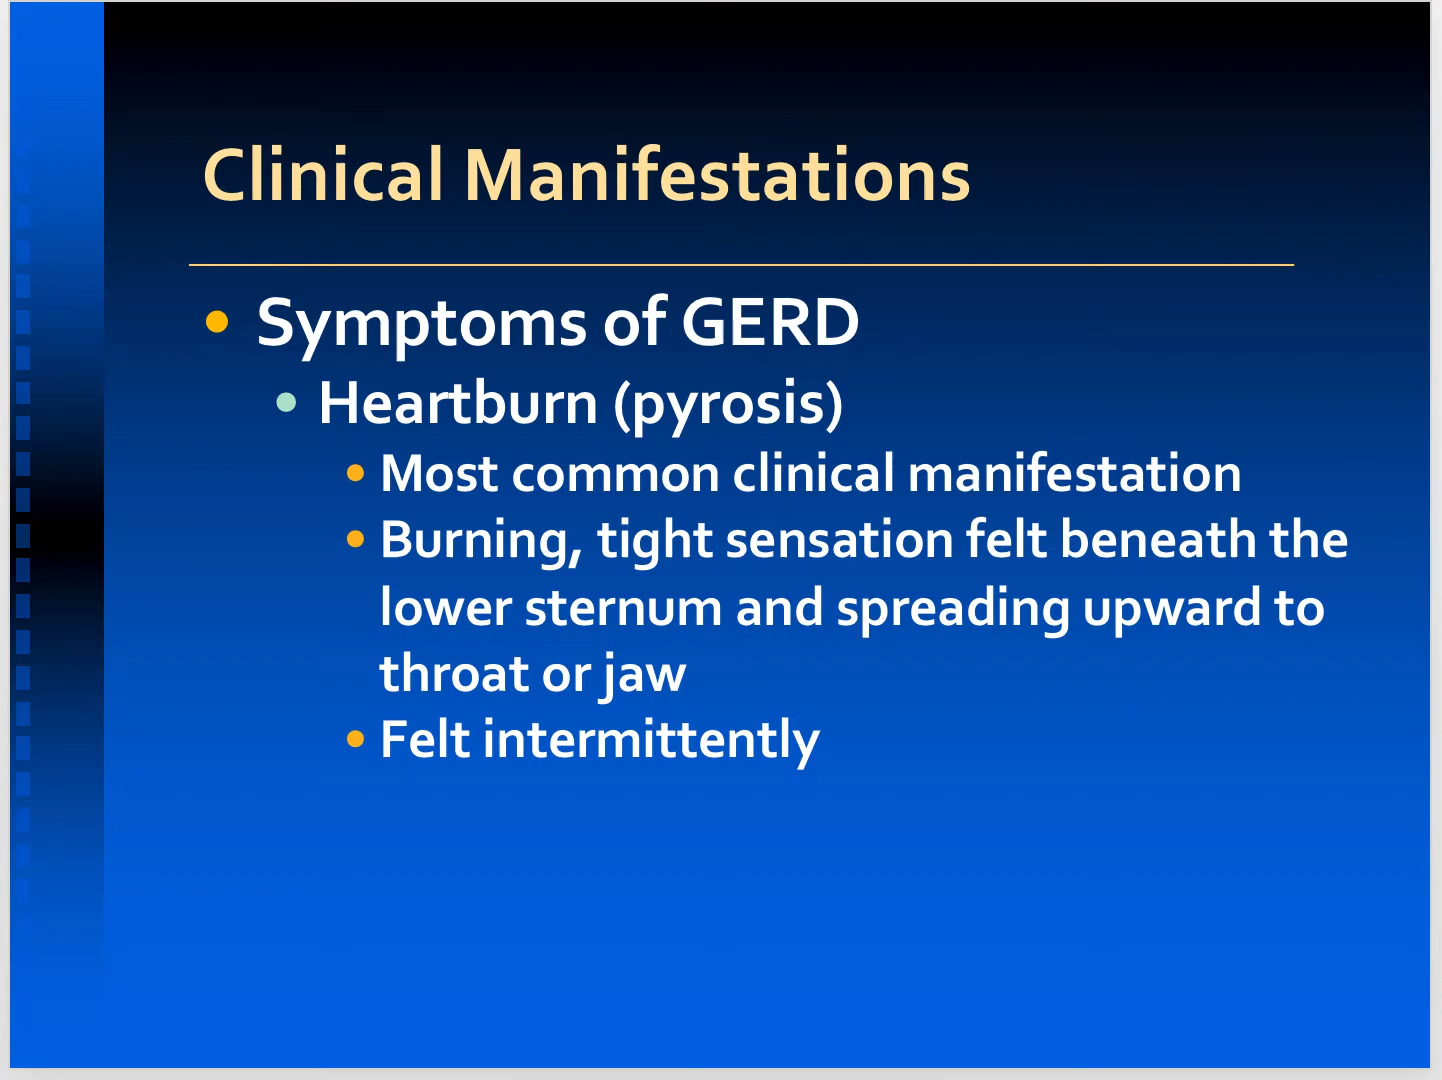 Clinical Manifestations
Symptoms of GERD
Heartburn (pyrosis)
Most common clinical manifestation
Burning, tight sensation felt beneath the
lower sternum and spreading upward to
throat or jaw
Felt intermittently